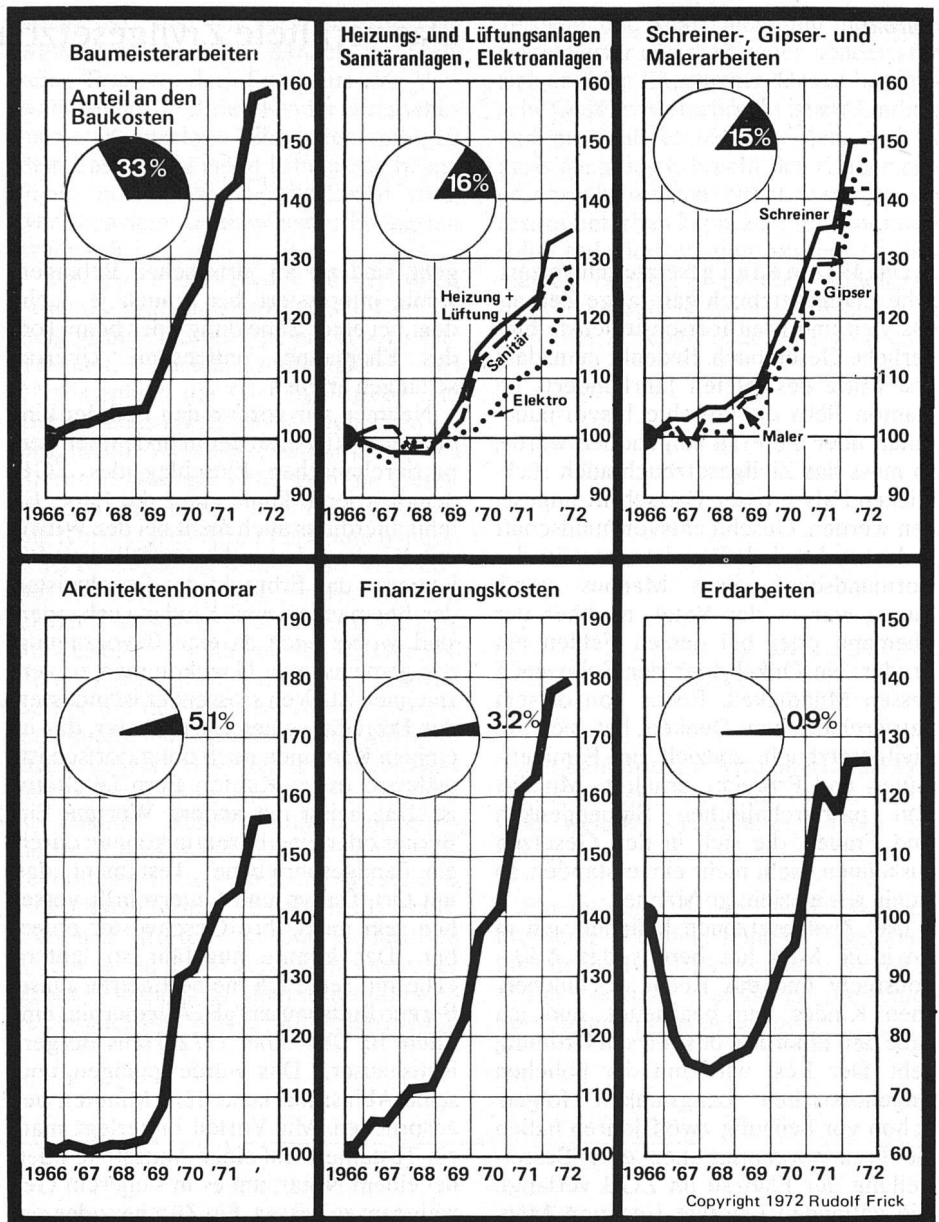 Baumeisterarbeiten
Anteil an den
Baukosten
33%
160
150
140
130
120
110
100
90
1966 '67 '68 '69 '70 '71 '72
Heizungs- und Lüftungsanlagen
Sanitäranlagen, Elektroanlagen
16%
Heizung
Lüftung
Sanitär
Elektro
160
150
140
130
120
110
100
90
1966 '67 '68 '69 '70 '71 '72
Schreiner-, Gipser- und
Malerarbeiten
15%
Schreiner
Gipser
Maler
160
150
140
130
120
110
100
90
1966 '67 '68 '69 '70 '71 '72
Architektenhonorar
5,1%
170
160
150
140
130
120
110
100
1966 '67 '68 '69 '70 '71
Finanzierungskosten
3,2%
180
170
160
150
140
130
120
110
100
1966 '67 '68 '69 '70 '71 '72
Erdarbeiten
0,9%
150
140
130
120
110
100
90
80
70
60
1966 '67 '68 '69 '70 '71 '72
Copyright 1972 Rudolf Frick